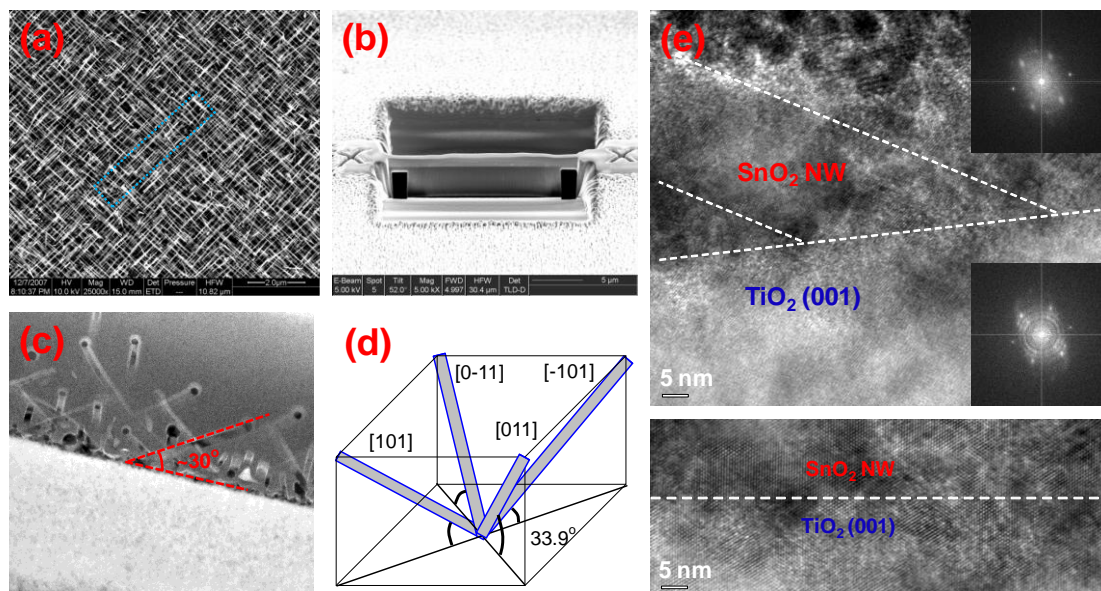 (a)
12/7/2007 HV Mag WD Det Pressure HFW 2.0μm
8:10:37 PM 10.0 kV 25000x 15.0 mm ETD --- 10.82 μm
(b)
E-Beam Spot Tilt Mag FWD HFW Det 5 μm
5.00 kV 5 52.0° 5.00 kX 4.997 30.4 μm TLD-D
(c)
~30°
(d)
[0-11]
[-101]
[101]
[011]
33.9°
(e)
SnO₂ NW
TiO₂ (001)
5 nm
SnO₂ NW
TiO₂ (001)
5 nm